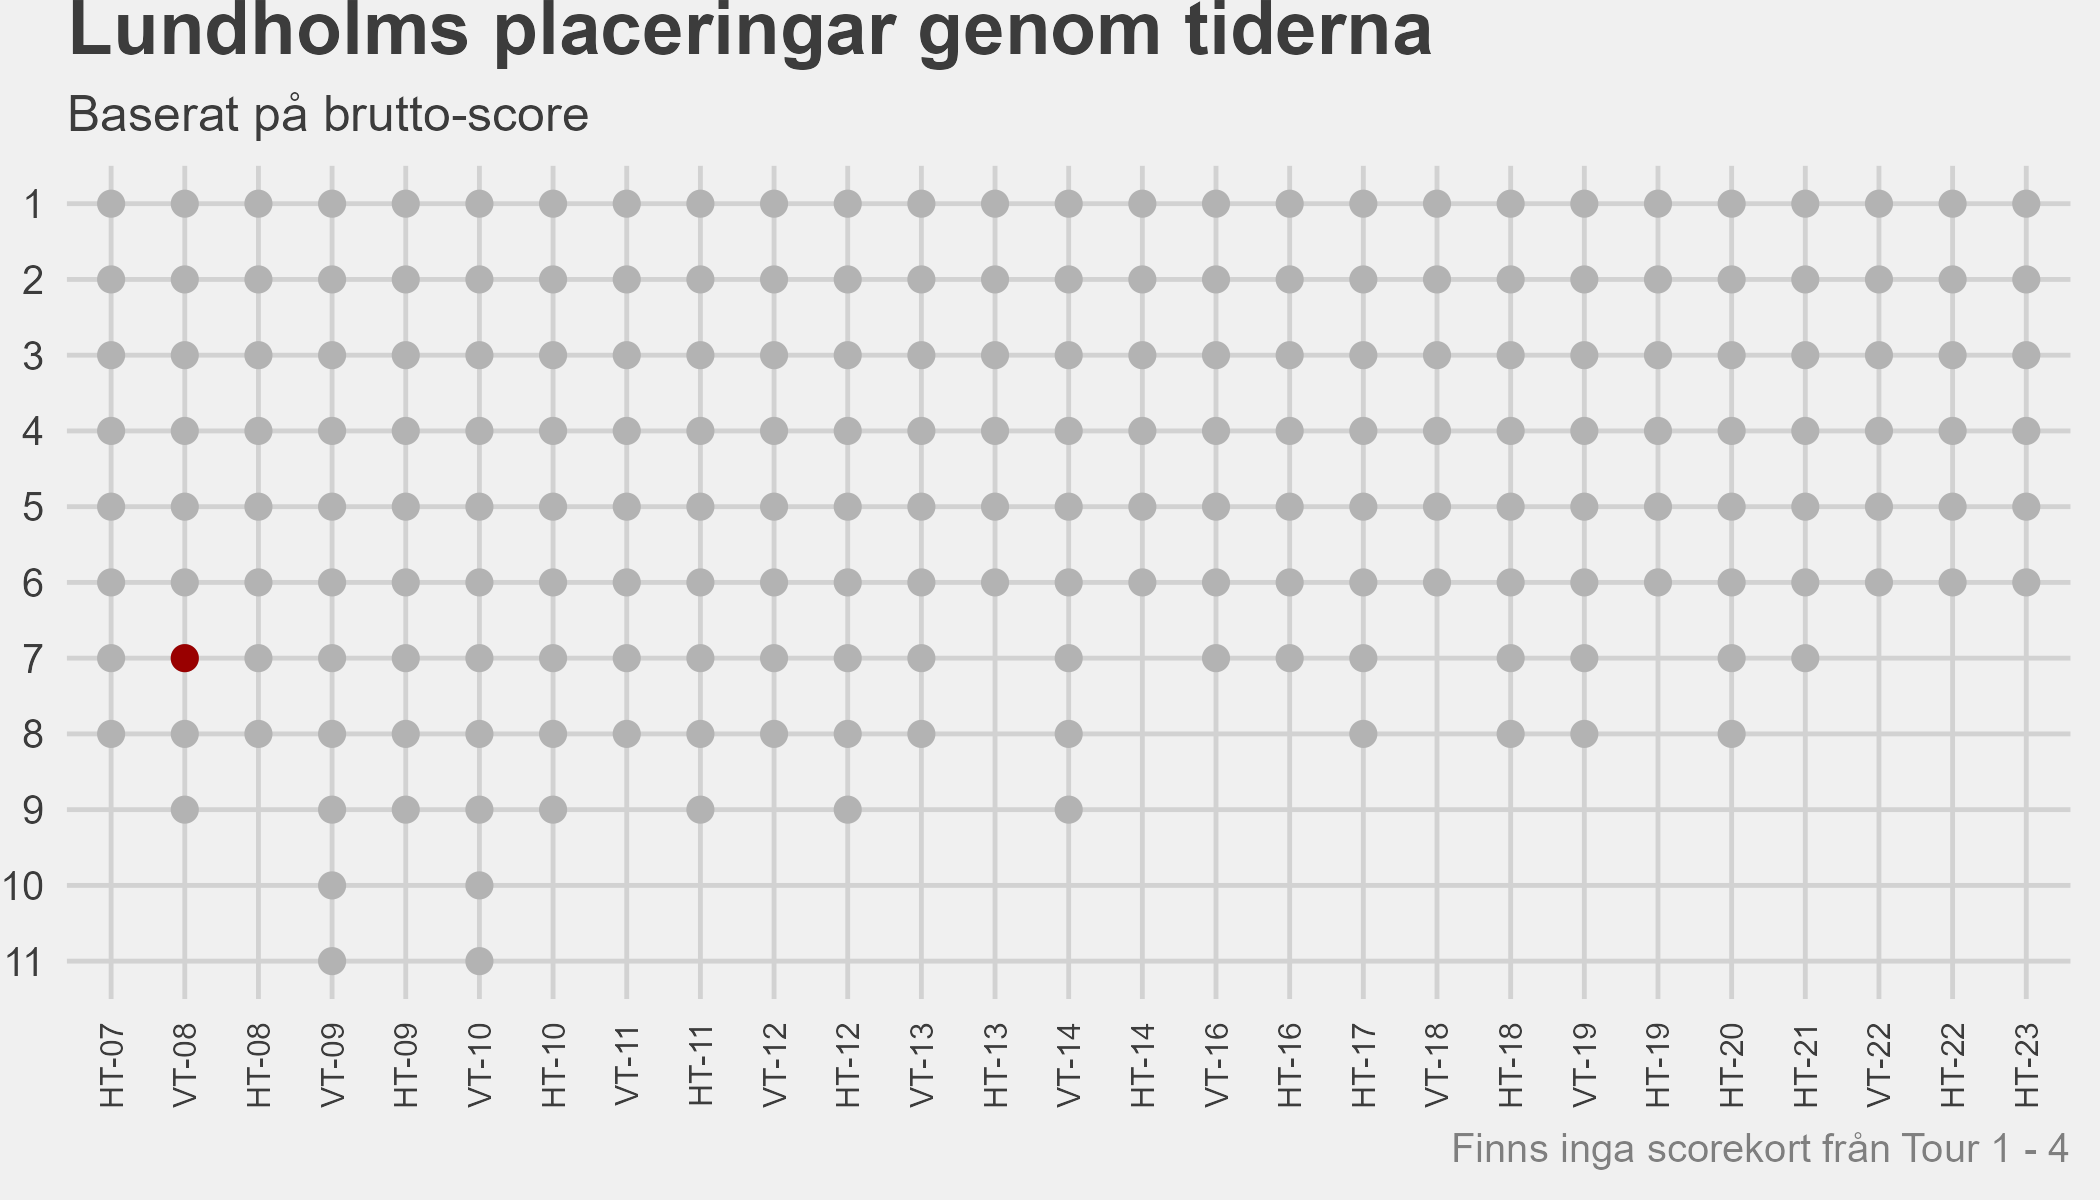 Lundholms placeringar genom tiderna
Baserat på brutto-score
1
2
3
4
5
6
7
8
9
10
11
HT-07
VT-08
HT-08
VT-09
HT-09
VT-10
HT-10
VT-11
HT-11
VT-12
HT-12
VT-13
HT-13
VT-14
HT-14
VT-16
HT-16
HT-17
VT-18
HT-18
VT-19
HT-19
HT-20
HT-21
VT-22
HT-22
HT-23
Finns inga scorekort från Tour 1 - 4